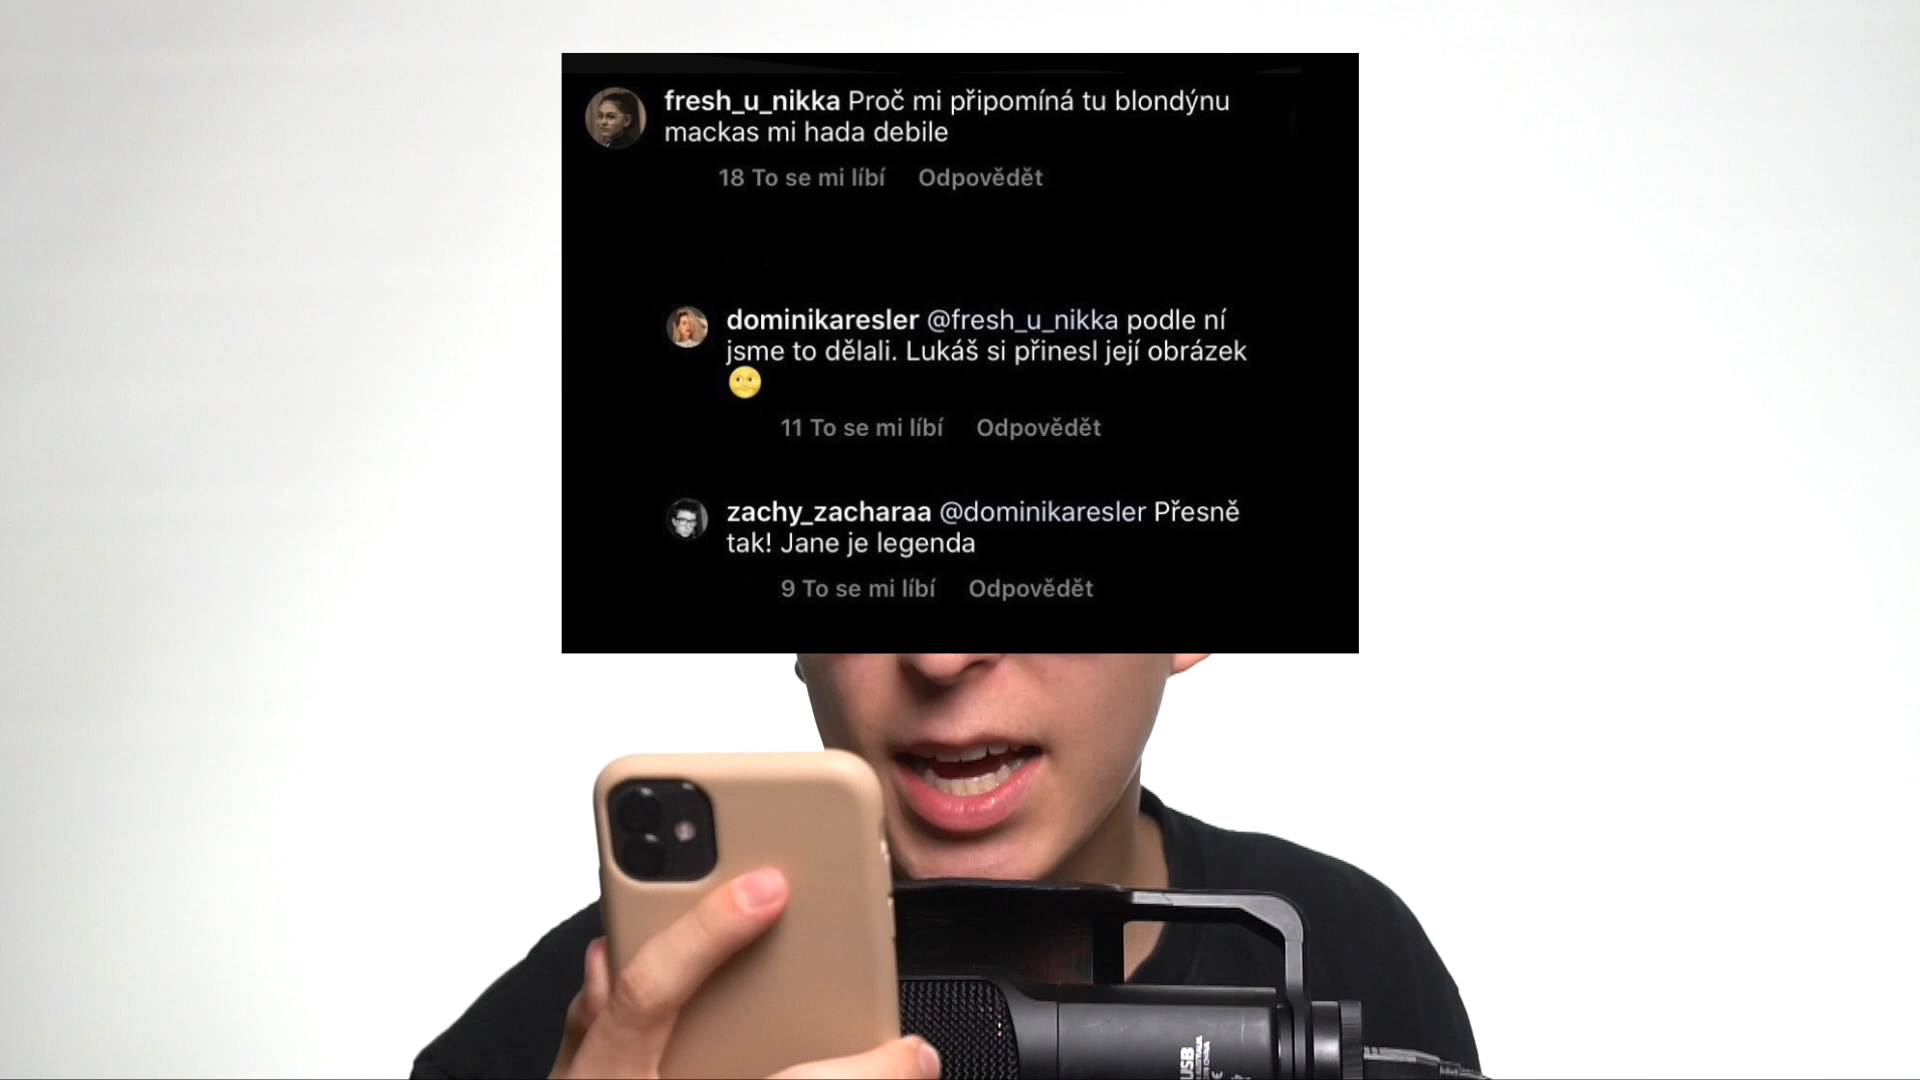 fresh_u_nikka Proč mi připomíná tu blondýnu
mackas mi hada debile
18 To se mi líbí Odpovědět
dominikaresler @fresh_u_nikka podle ní
jsme to dělali. Lukáš si přinesl její obrázek
🌝
11 To se mi líbí Odpovědět
zachy_zacharaa @dominikaresler Přesně
tak! Jane je legenda
9 To se mi líbí Odpovědět
USB